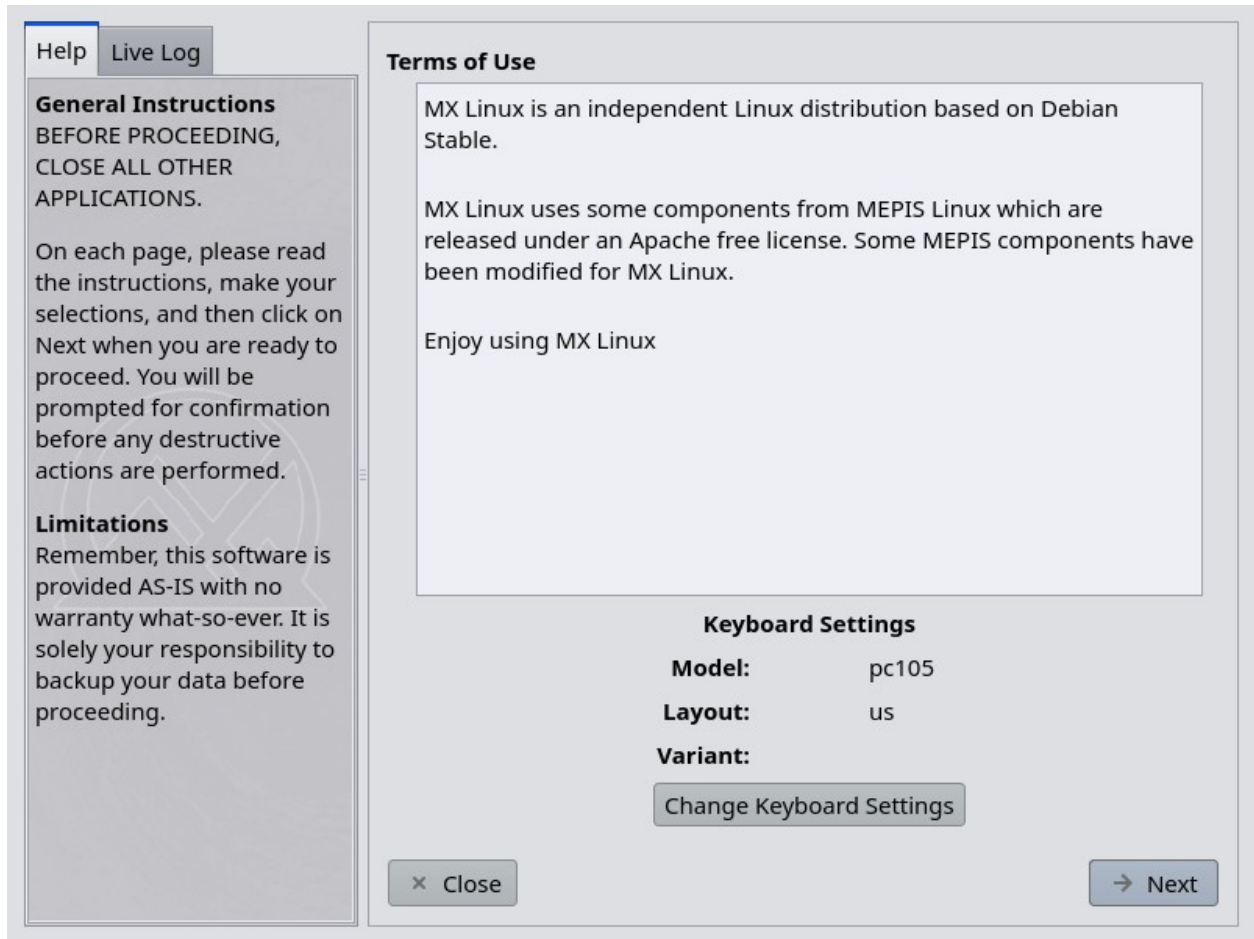 Help
Live Log
General Instructions
BEFORE PROCEEDING,
CLOSE ALL OTHER
APPLICATIONS.
On each page, please read
the instructions, make your
selections, and then click on
Next when you are ready to
proceed. You will be
prompted for confirmation
before any destructive
actions are performed.
Limitations
Remember, this software is
provided AS-IS with no
warranty what-so-ever. It is
solely your responsibility to
backup your data before
proceeding.
Terms of Use
MX Linux is an independent Linux distribution based on Debian
Stable.
MX Linux uses some components from MEPIS Linux which are
released under an Apache free license. Some MEPIS components have
been modified for MX Linux.
Enjoy using MX Linux
Keyboard Settings
Model: pc105
Layout: us
Variant:
Change Keyboard Settings
Close
Next